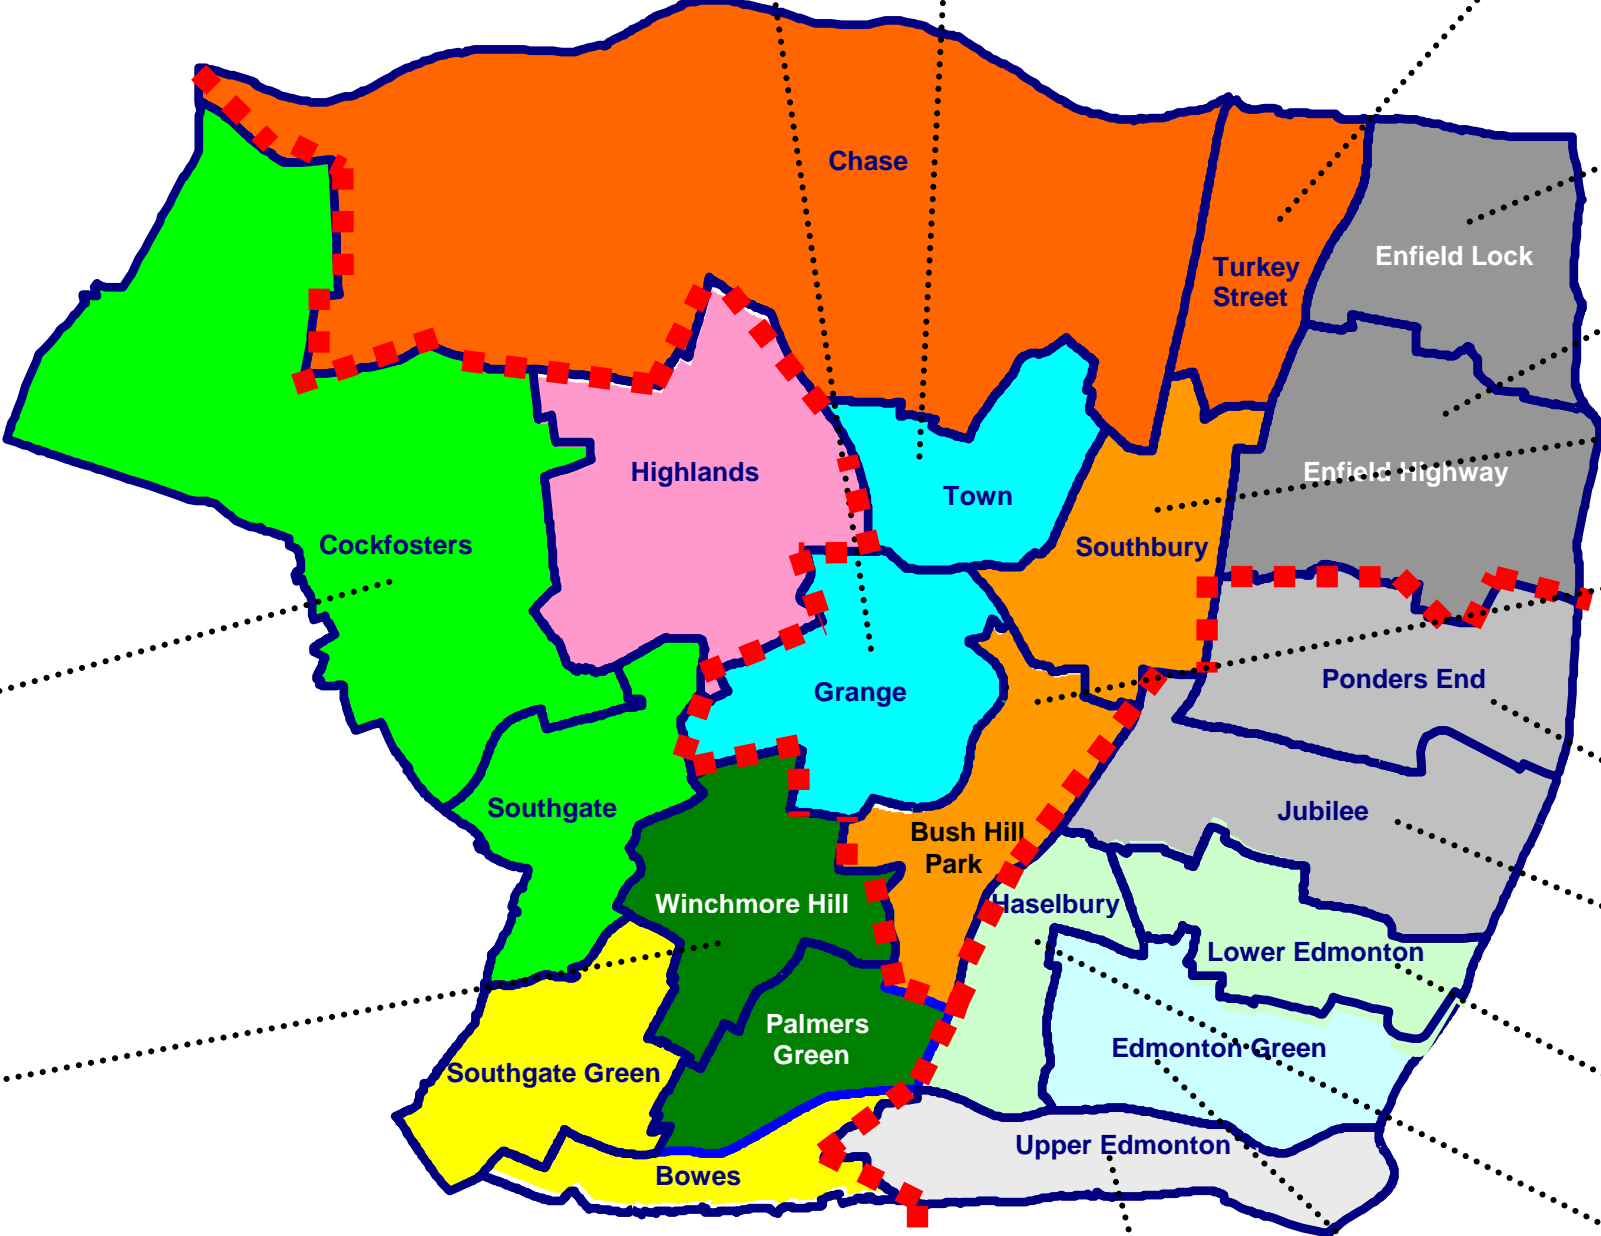 Chase
Turkey
Street
Enfield Lock
Highlands
Town
Enfield Highway
Cockfosters
Southbury
Grange
Ponders End
Southgate
Bush Hill
Park
Jubilee
Winchmore Hill
Haselbury
Lower Edmonton
Palmers
Green
Edmonton Green
Southgate Green
Upper Edmonton
Bowes